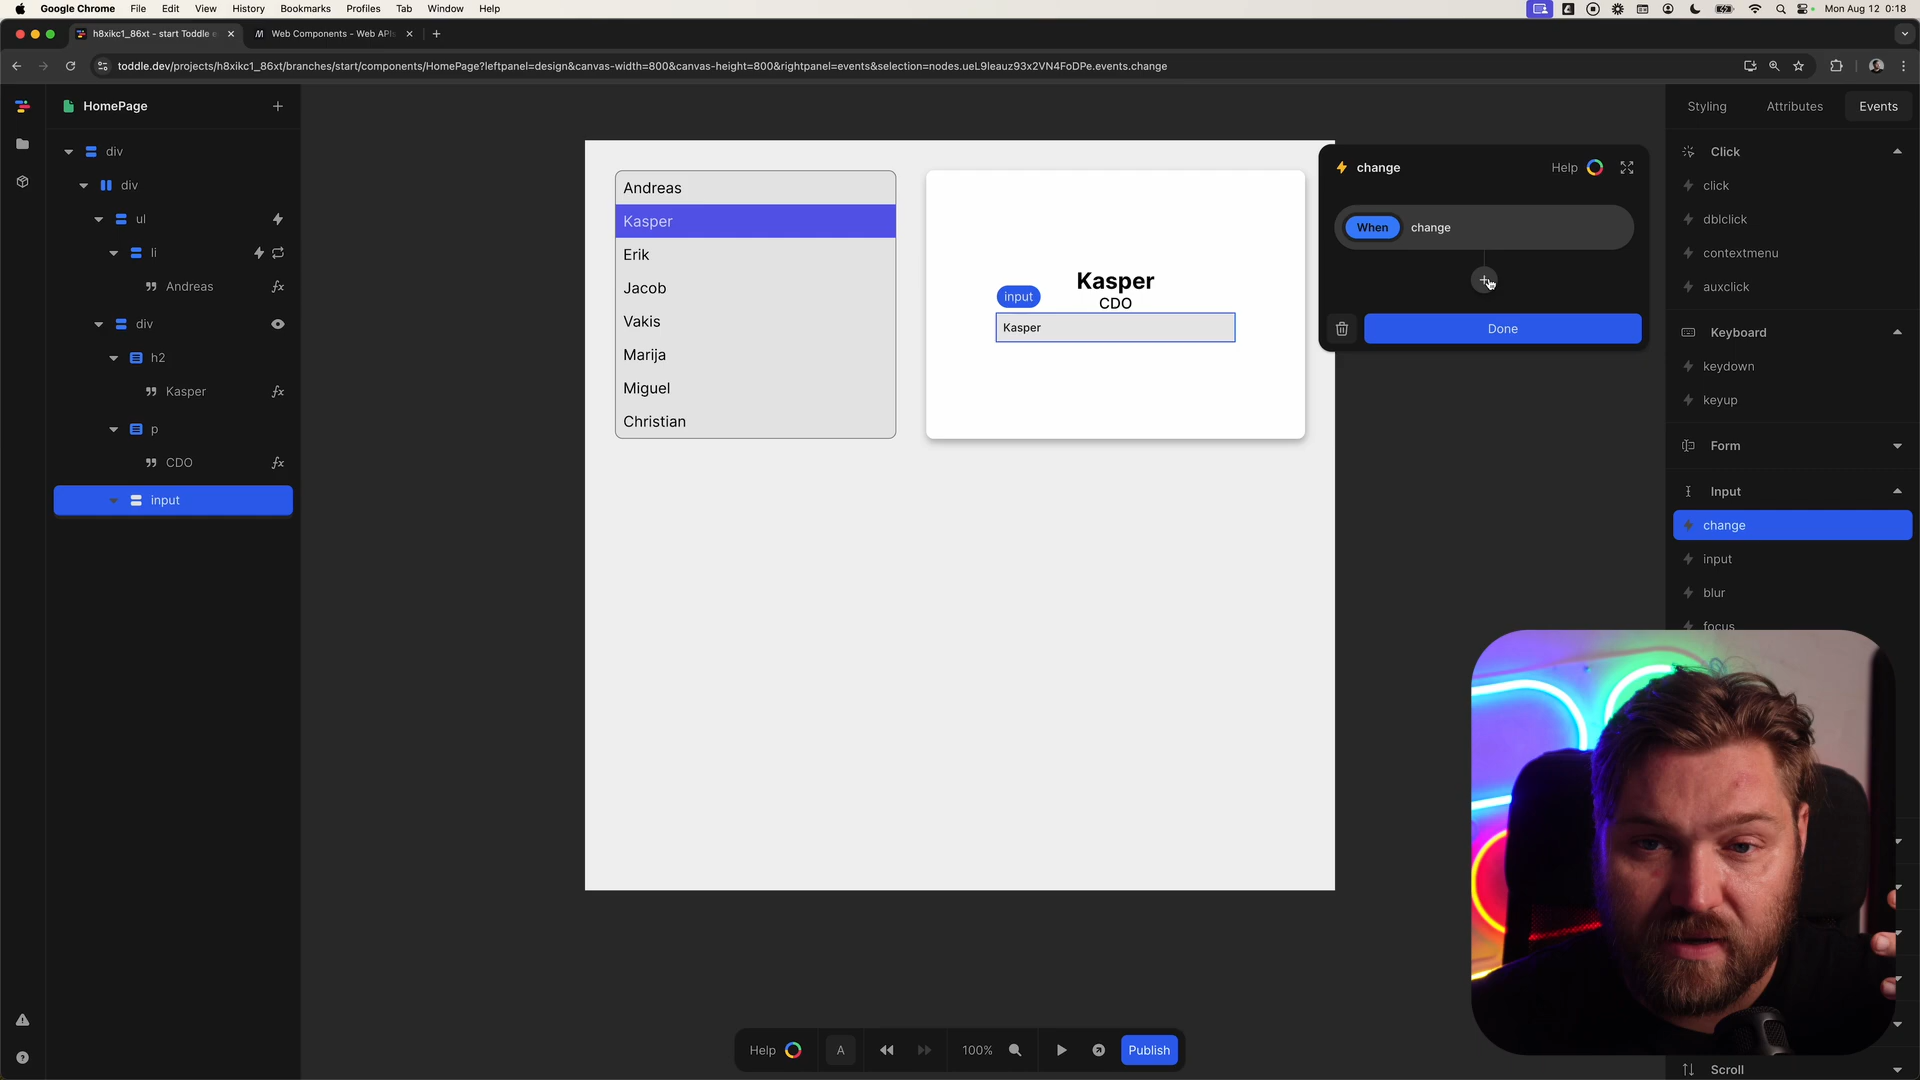 Google Chrome File Edit View History Bookmarks Profiles Tab Window Help
Mon Aug 12 0:18
h8xikc1_86xt - start Toddle e
Web Components - Web APIs
toddle.dev/projects/h8xikc1_86xt/branches/start/components/HomePage?leftpanel=design&canvas-width=800&canvas-height=800&rightpanel=events&selection=nodes.ueL9leauz93x2VN4FoDPe.events.change
HomePage
div
div
ul
li
Andreas
div
h2
Kasper
p
CDO
input
Andreas
Kasper
Erik
Jacob
Vakis
Marija
Miguel
Christian
Kasper
input
CDO
Kasper
change
Help
When change
Done
Styling Attributes Events
Click
click
dblclick
contextmenu
auxclick
Keyboard
keydown
keyup
Form
Input
change
input
blur
focus
Scroll
Help
A
100%
Publish